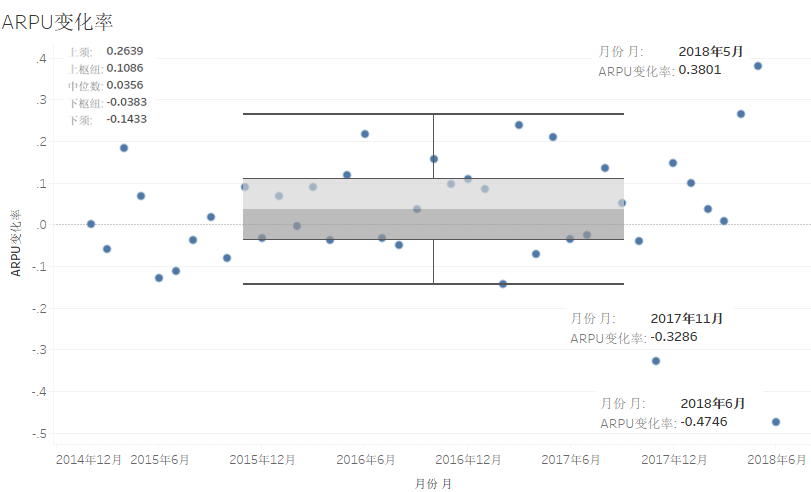 ARPU变化率
上须: 0.2639
上枢纽: 0.1086
中位数: 0.0356
下枢纽: -0.0383
下须: -0.1433
月份 月: 2018年5月
ARPU变化率: 0.3801
.4
.3
.2
.1
.0
-.1
-.2
-.3
-.4
-.5
ARPU变化率
月份 月: 2017年11月
ARPU变化率: -0.3286
月份 月: 2018年6月
ARPU变化率: -0.4746
2014年12月 2015年6月 2015年12月 2016年6月 2016年12月 2017年6月 2017年12月 2018年6月
月份 月